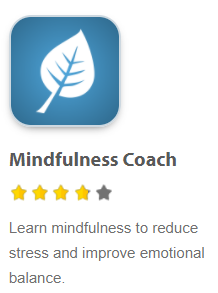 Mindfulness Coach
Learn mindfulness to reduce
stress and improve emotional
balance.